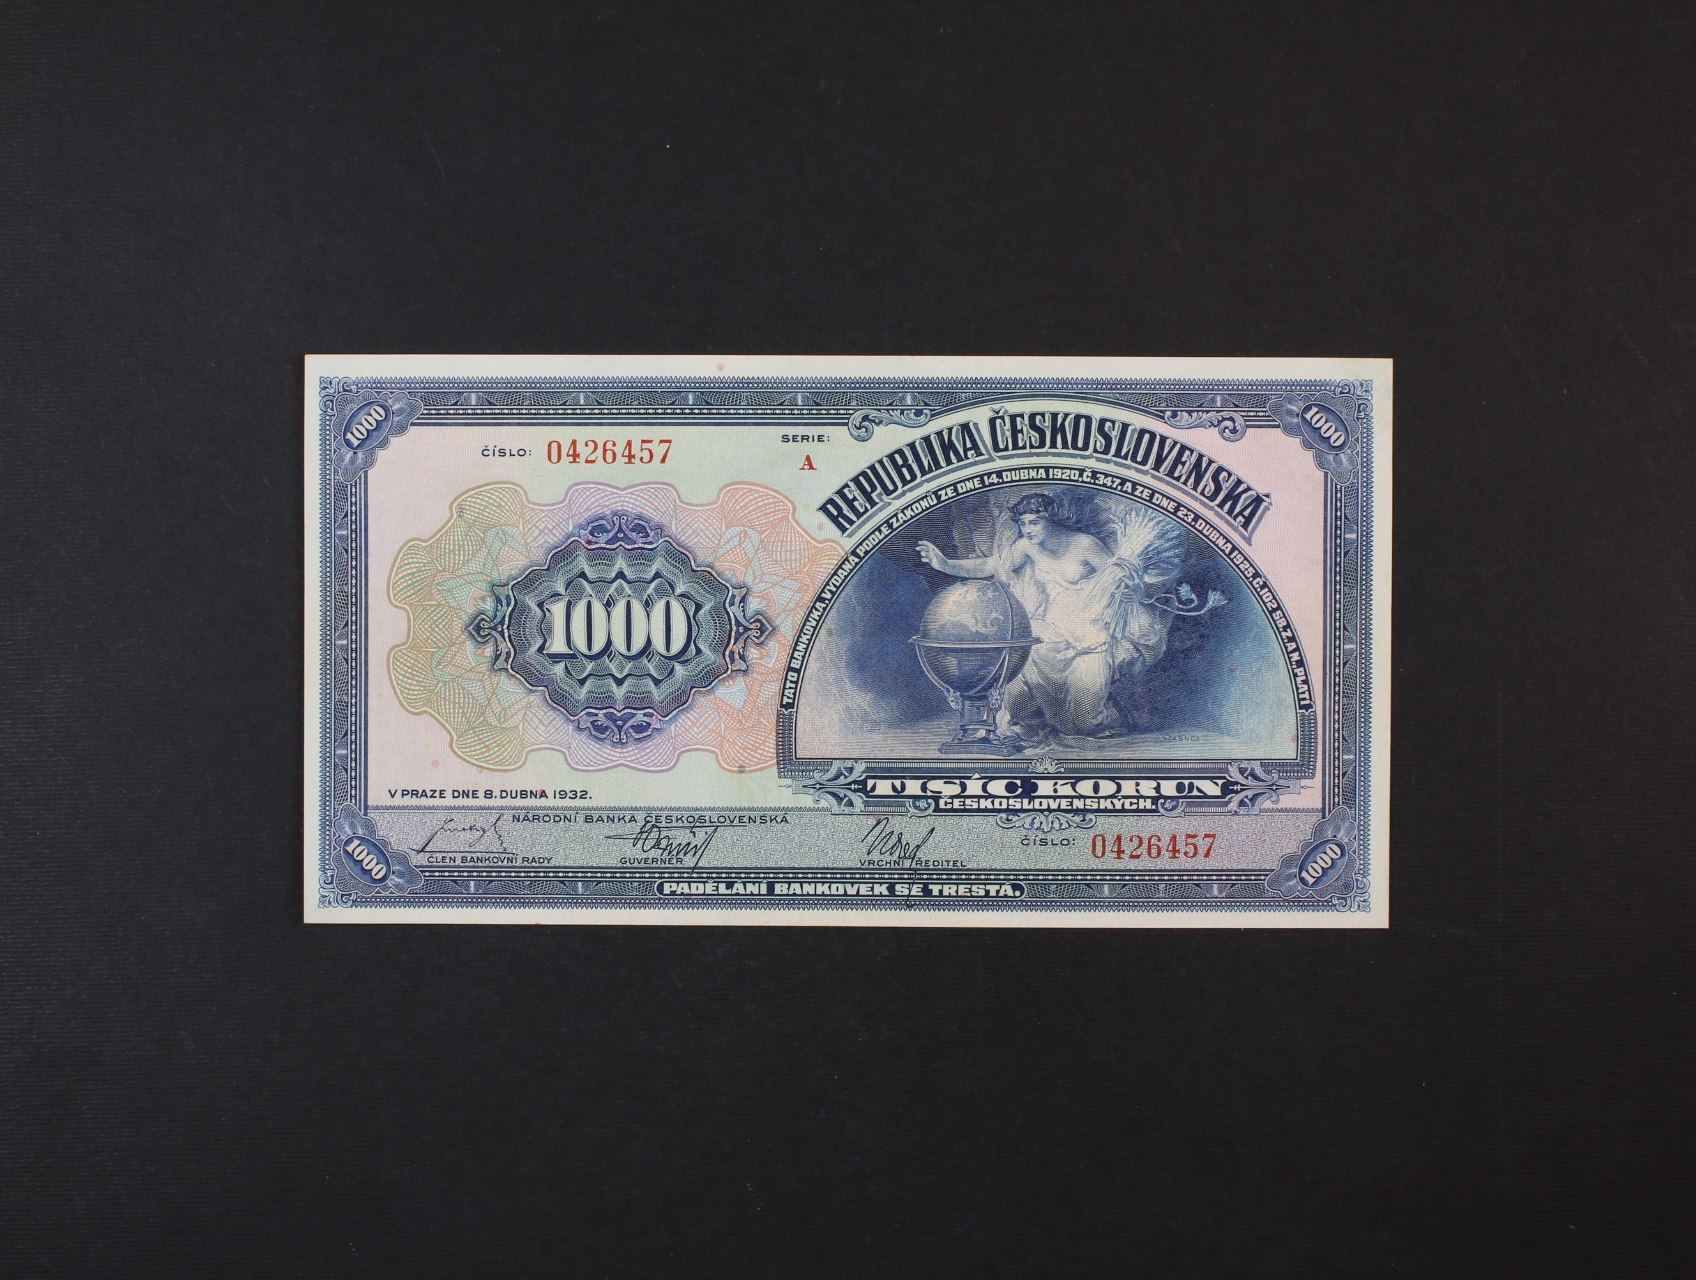 1000
1000
ČÍSLO: 0426457
SERIE:
A
REPUBLIKA ČESKOSLOVENSKÁ
TATO BANKOVKA, VYDANÁ PODLE ZÁKONŮ ZE DNE 14. DUBNA 1920, Č. 347, A ZE DNE 23. DUBNA 1925, Č. 102 SB. Z. A N., PLATÍ
1000
TISÍC KORUN
ČESKOSLOVENSKÝCH.
V PRAZE DNE 8. DUBNA 1932.
NÁRODNÍ BANKA ČESKOSLOVENSKÁ
ČÍSLO: 0426457
ČLEN BANKOVNÍ RADY
GUVERNÉR
VRCHNÍ ŘEDITEL
1000
1000
PADĚLÁNÍ BANKOVEK SE TRESTÁ.